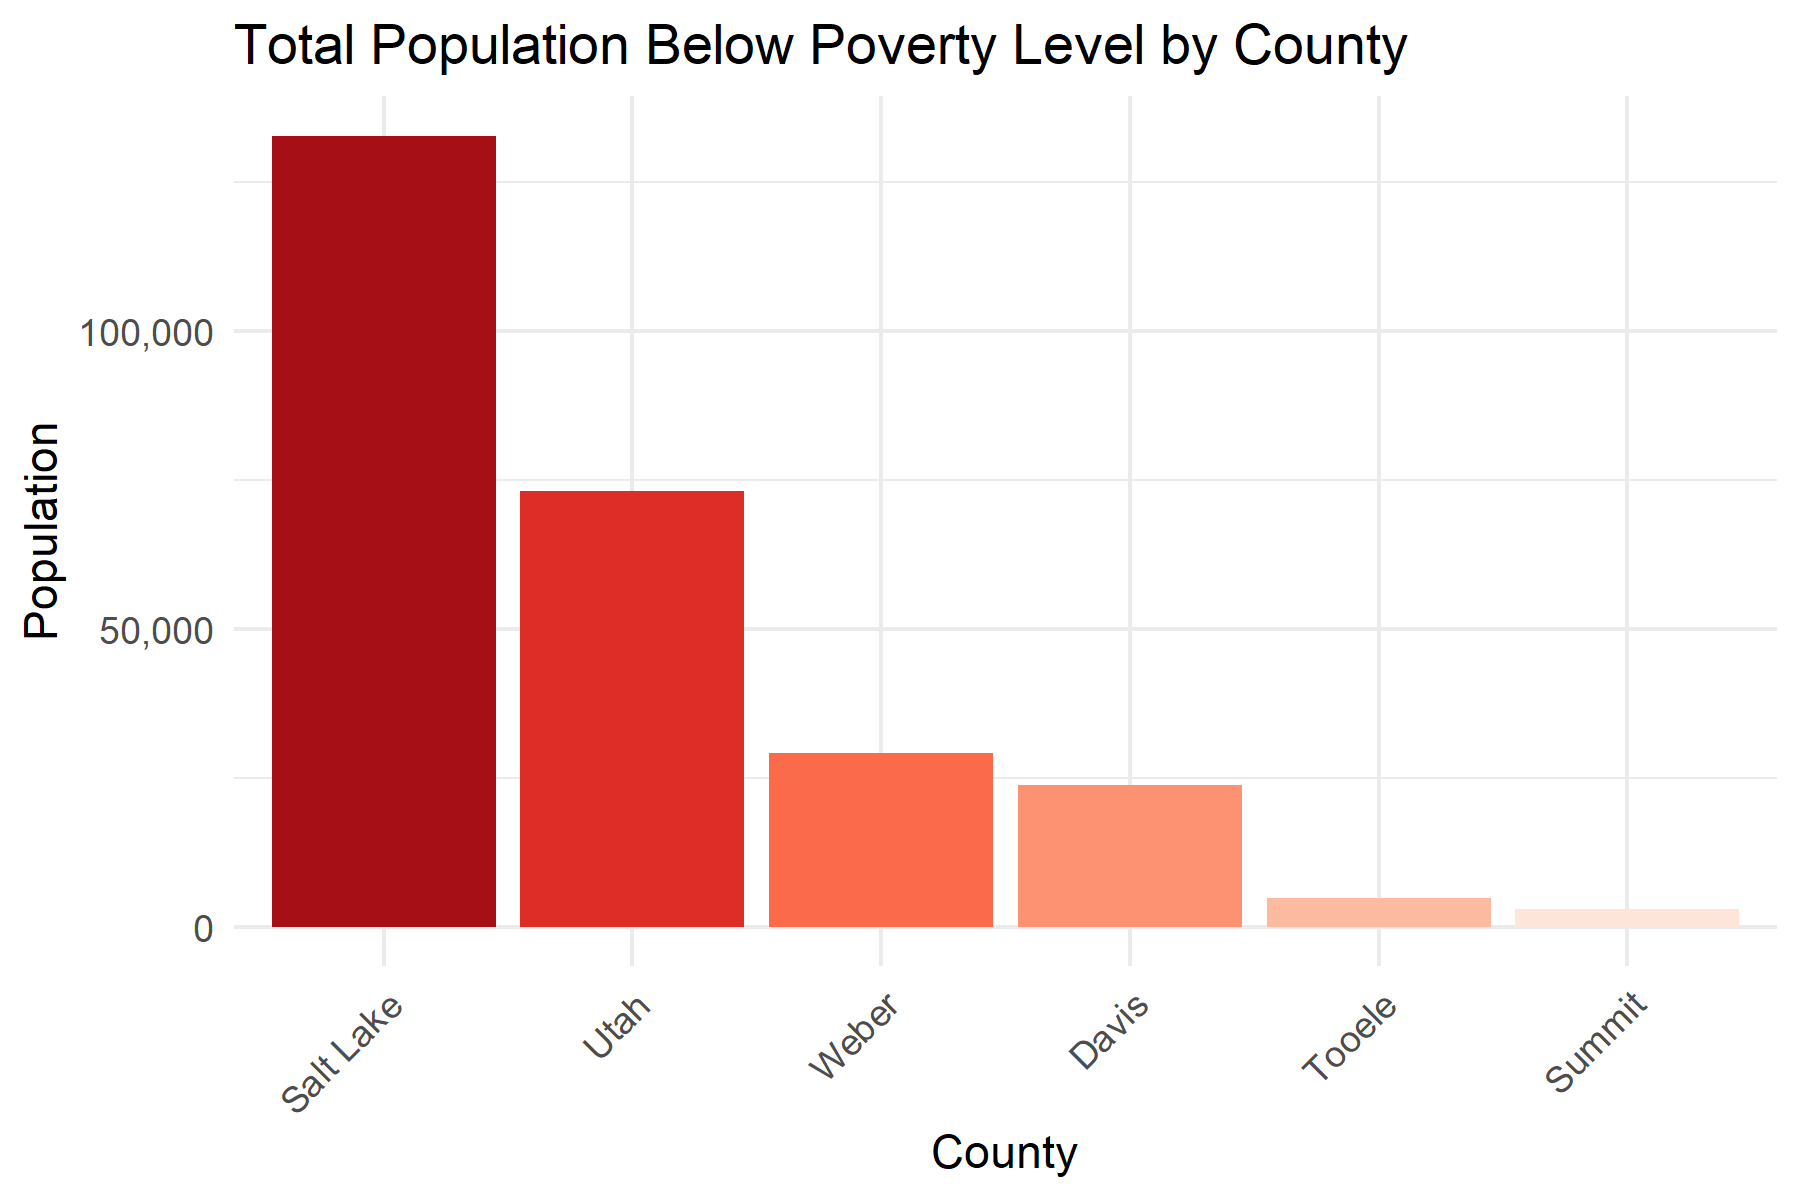 Total Population Below Poverty Level by County
Population
100,000
50,000
0
Salt Lake
Utah
Weber
Davis
Tooele
Summit
County